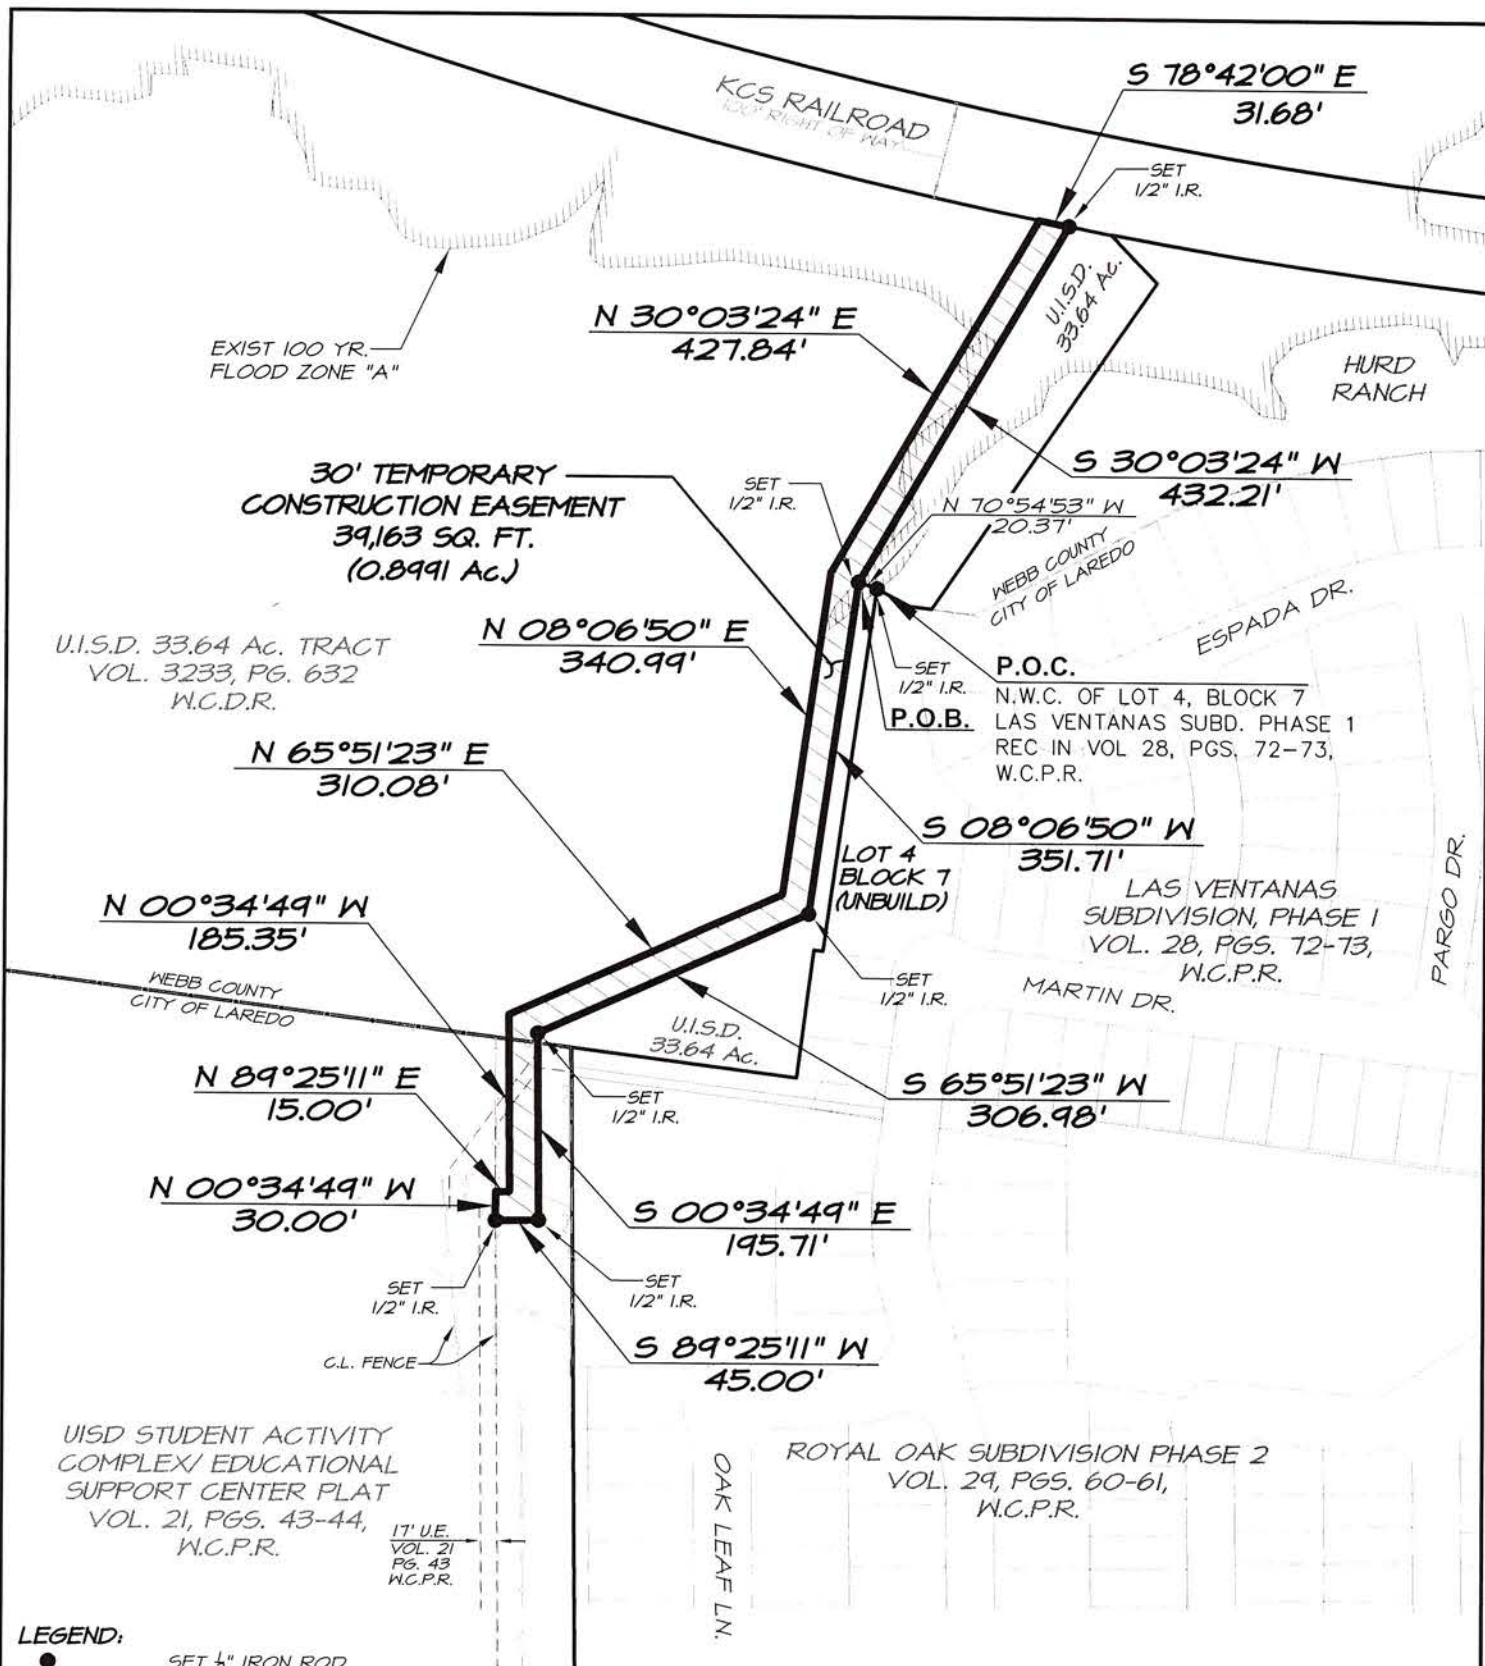 S 78°42'00" E
31.68'
KCS RAILROAD
100' RIGHT OF WAY
SET
1/2" I.R.
U.I.S.D.
33.64 Ac.
N 30°03'24" E
427.84'
EXIST 100 YR.
FLOOD ZONE "A"
HURD
RANCH
30' TEMPORARY
CONSTRUCTION EASEMENT
39,163 SQ. FT.
(0.8991 Ac.)
SET
1/2" I.R.
S 30°03'24" W
432.21'
N 70°54'53" W
20.37'
WEBB COUNTY
CITY OF LAREDO
ESPADA DR.
U.I.S.D. 33.64 Ac. TRACT
VOL. 3233, PG. 632
W.C.D.R.
N 08°06'50" E
340.99'
SET
1/2" I.R.
P.O.B.
P.O.C.
N.W.C. OF LOT 4, BLOCK 7
LAS VENTANAS SUBD. PHASE 1
REC IN VOL 28, PGS. 72-73,
W.C.P.R.
N 65°51'23" E
310.08'
S 08°06'50" W
351.71'
LOT 4
BLOCK 7
(UNBUILD)
LAS VENTANAS
SUBDIVISION, PHASE 1
VOL. 28, PGS. 72-73,
W.C.P.R.
PARGO DR.
N 00°34'49" W
185.35'
WEBB COUNTY
CITY OF LAREDO
SET
1/2" I.R.
MARTIN DR.
U.I.S.D.
33.64 Ac.
N 89°25'11" E
15.00'
SET
1/2" I.R.
S 65°51'23" W
306.98'
N 00°34'49" W
30.00'
S 00°34'49" E
195.71'
SET
1/2" I.R.
SET
1/2" I.R.
C.L. FENCE
S 89°25'11" W
45.00'
UISD STUDENT ACTIVITY
COMPLEX/ EDUCATIONAL
SUPPORT CENTER PLAT
VOL. 21, PGS. 43-44,
W.C.P.R.
17' U.E.
VOL. 21
PG. 43
W.C.P.R.
OAK LEAF LN.
ROYAL OAK SUBDIVISION PHASE 2
VOL. 29, PGS. 60-61,
W.C.P.R.
LEGEND:
SET ½" IRON ROD